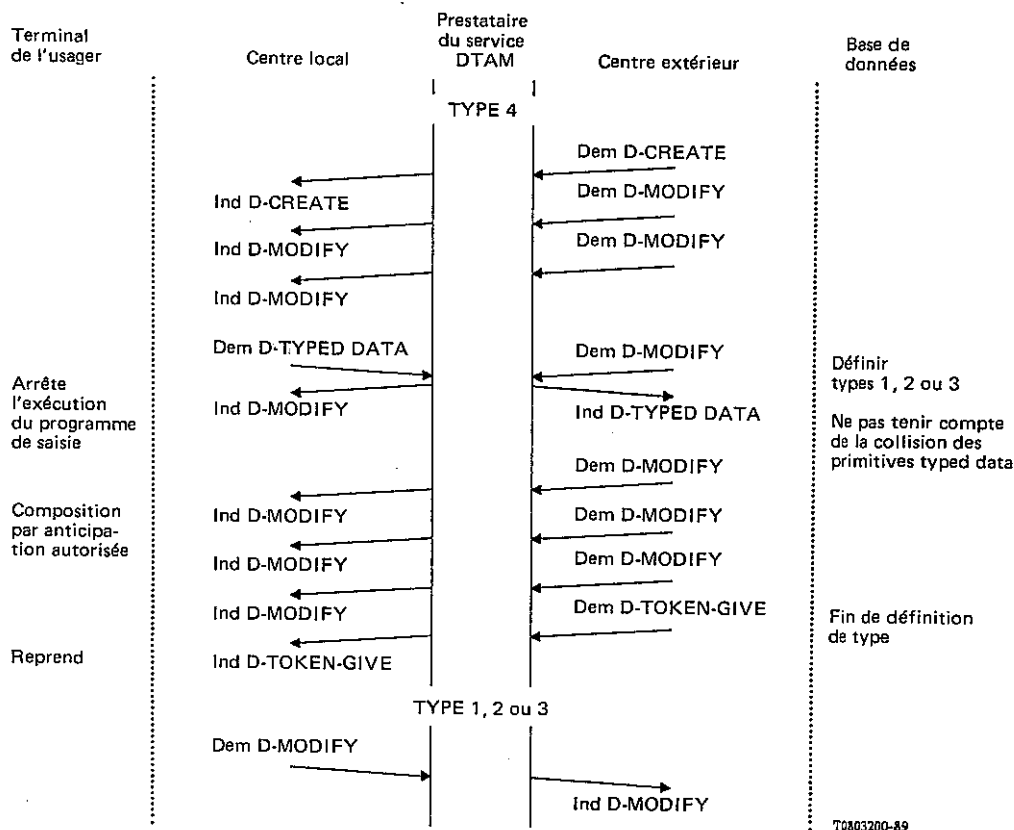 Terminal
de l'usager
Centre local
Prestataire
du service
DTAM
Centre extérieur
Base de
données
TYPE 4
Dem D-CREATE
Ind D-CREATE
Dem D-MODIFY
Ind D-MODIFY
Dem D-MODIFY
Ind D-MODIFY
Dem D-TYPED DATA
Dem D-MODIFY
Définir
types 1, 2 ou 3
Arrête
l'exécution
du programme
de saisie
Ind D-MODIFY
Ind D-TYPED DATA
Ne pas tenir compte
de la collision des
primitives typed data
Dem D-MODIFY
Composition
par anticipa-
tion autorisée
Ind D-MODIFY
Dem D-MODIFY
Ind D-MODIFY
Dem D-MODIFY
Ind D-MODIFY
Dem D-TOKEN-GIVE
Fin de définition
de type
Reprend
Ind D-TOKEN-GIVE
TYPE 1, 2 ou 3
Dem D-MODIFY
Ind D-MODIFY
T0803200-89